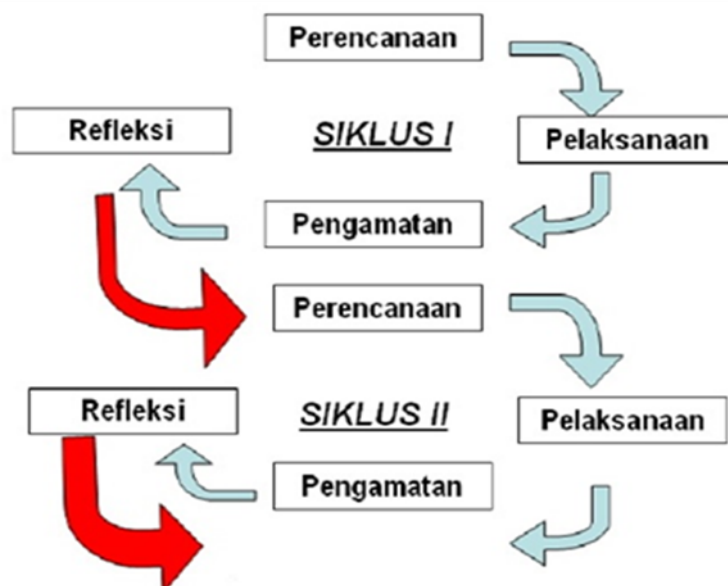 Perencanaan
Refleksi
SIKLUS I
Pelaksanaan
Pengamatan
Perencanaan
Refleksi
SIKLUS II
Pelaksanaan
Pengamatan